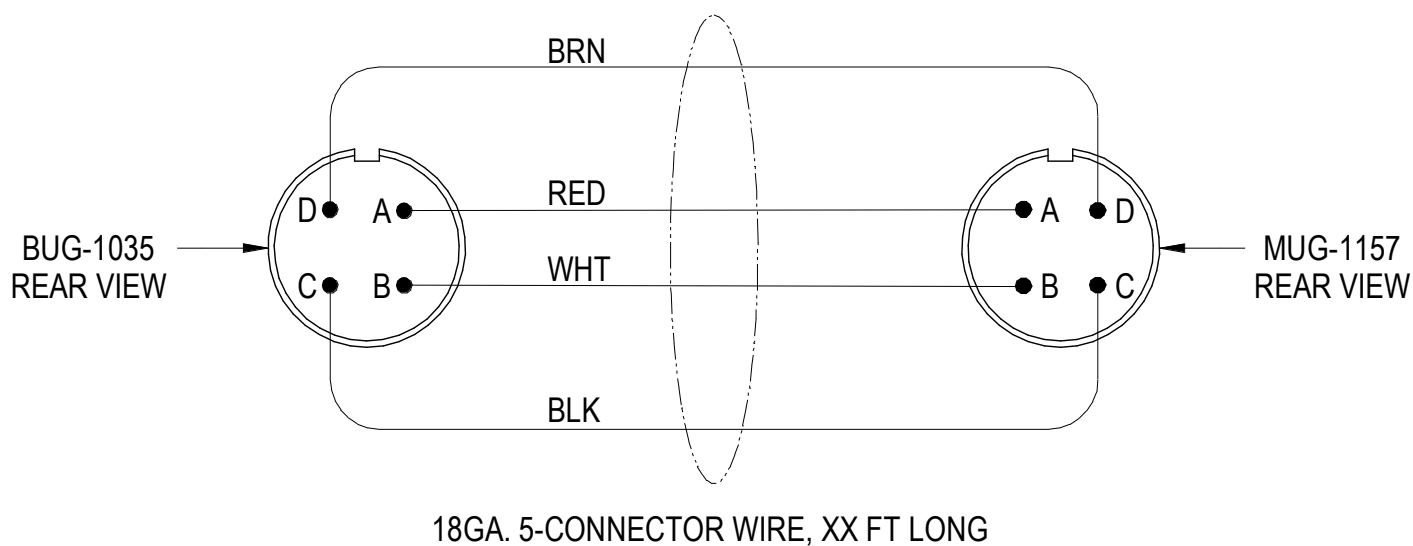 BRN
RED
D A
A D
BUG-1035
REAR VIEW
MUG-1157
REAR VIEW
WHT
C B
B C
BLK
18GA. 5-CONNECTOR WIRE, XX FT LONG